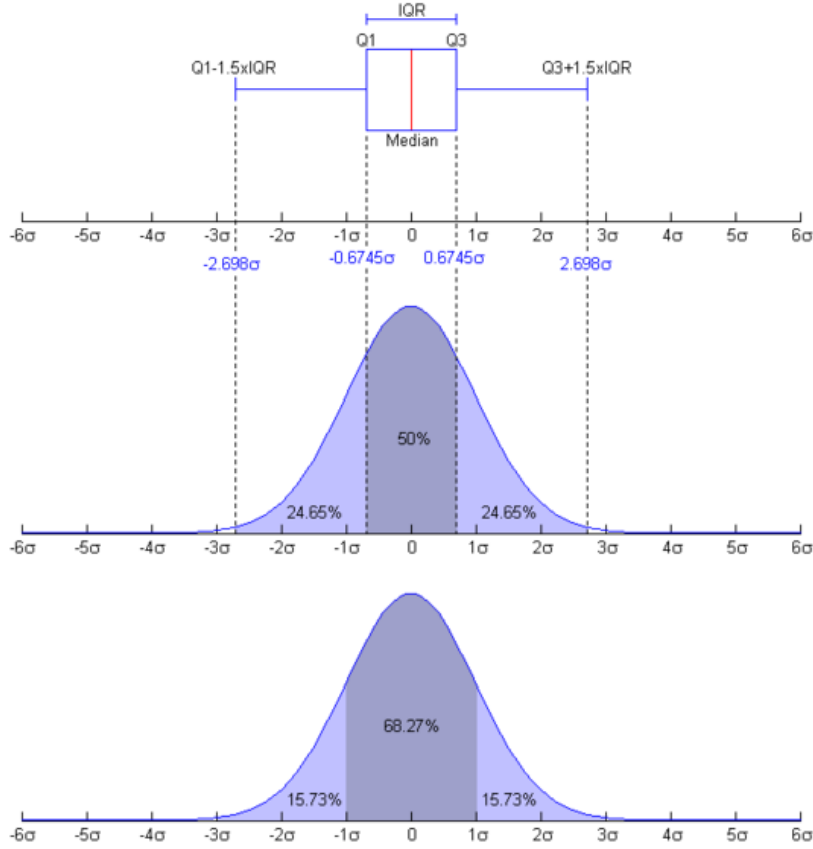 IQR
Q1 Q3
Q1-1.5xIQR Q3+1.5xIQR
Median
-6σ -5σ -4σ -3σ -2σ -1σ 0 1σ 2σ 3σ 4σ 5σ 6σ
-2.698σ -0.6745σ 0.6745σ 2.698σ
50%
24.65% 24.65%
-6σ -5σ -4σ -3σ -2σ -1σ 0 1σ 2σ 3σ 4σ 5σ 6σ
68.27%
15.73% 15.73%
-6σ -5σ -4σ -3σ -2σ -1σ 0 1σ 2σ 3σ 4σ 5σ 6σ